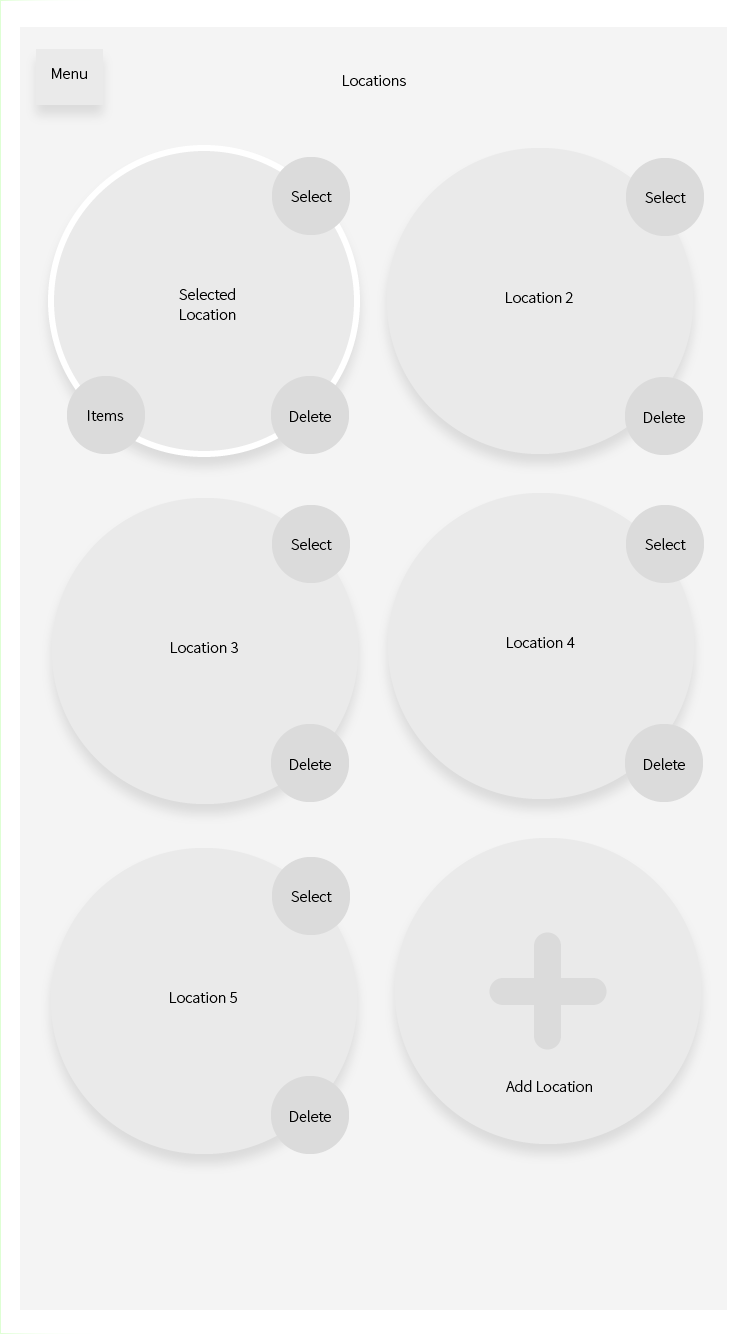 Menu
Locations
Select
Select
Selected
Location
Location 2
Items
Delete
Delete
Select
Select
Location 3
Location 4
Delete
Delete
Select
Location 5
Add Location
Delete